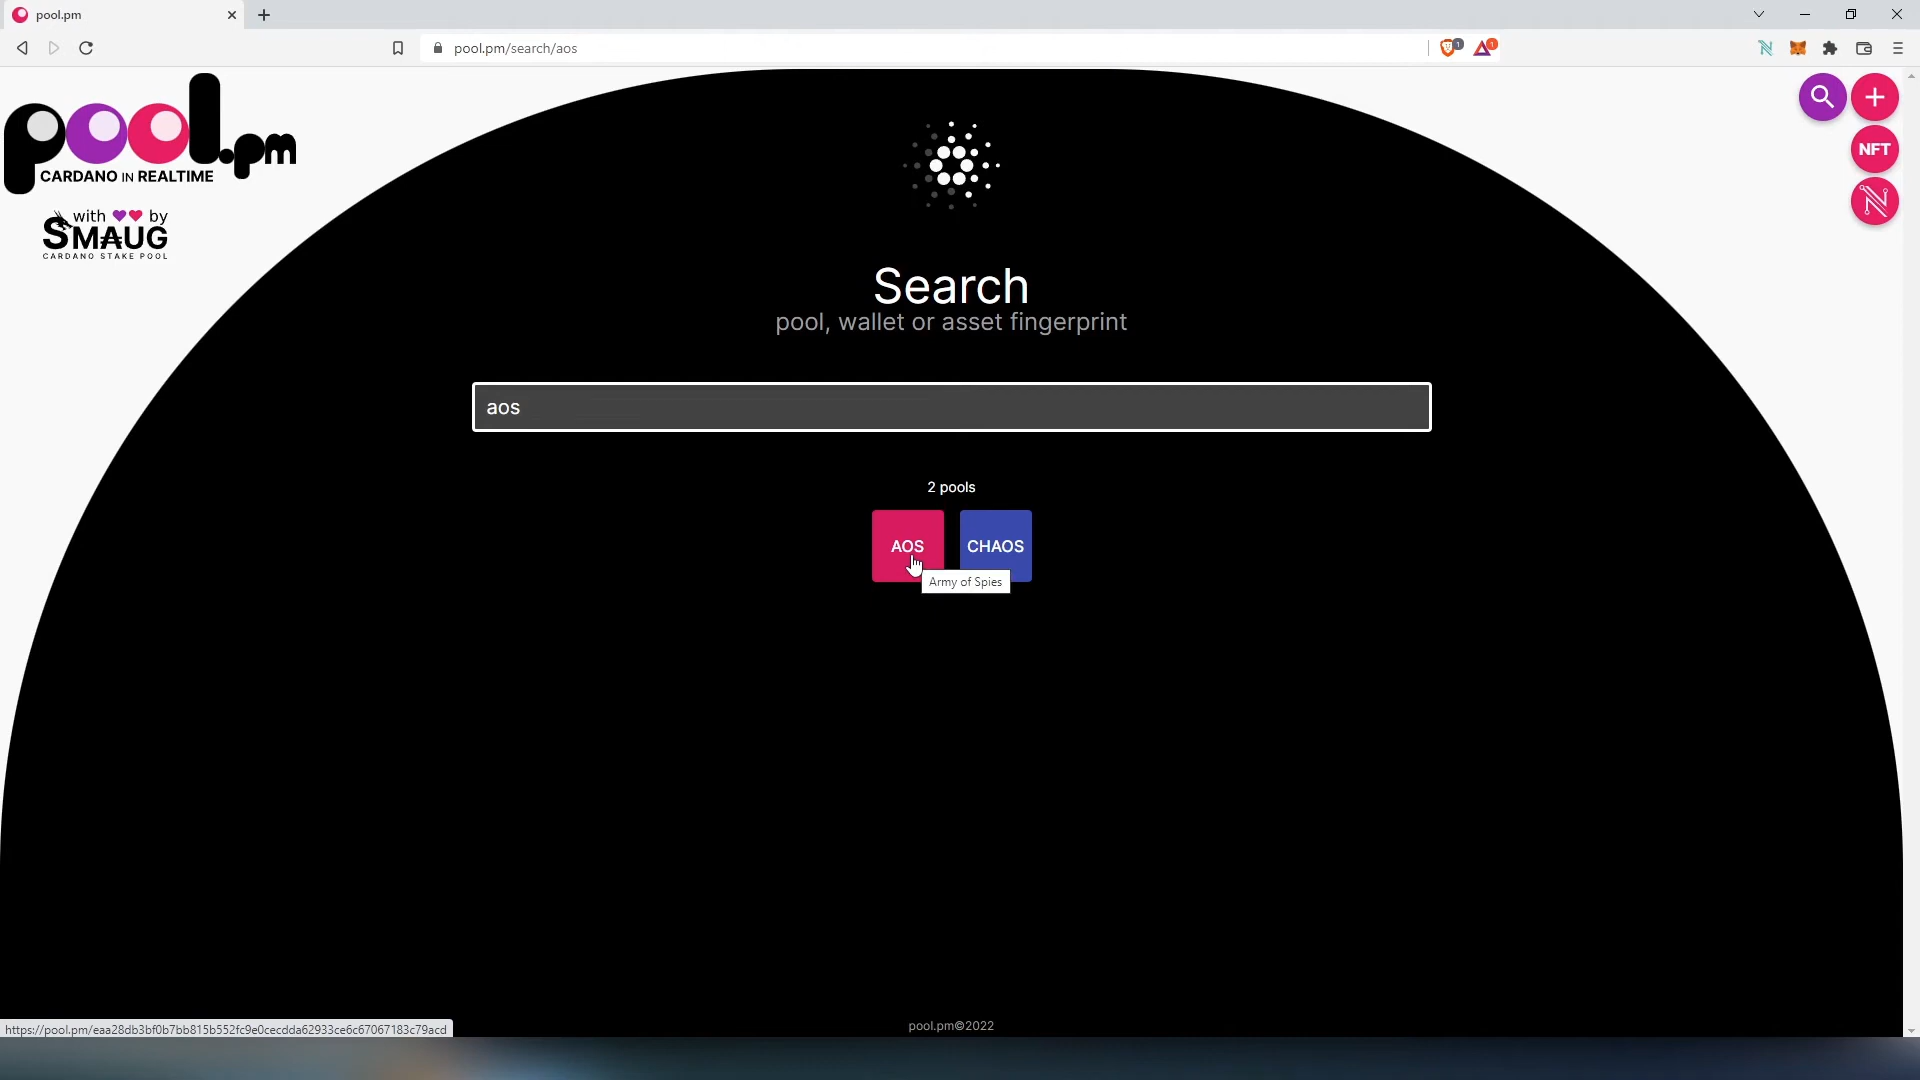 pool.pm
pool.pm/search/aos
1
1
pool.pm
CARDANO IN REALTIME
with by
SMAUG
CARDANO STAKE POOL
NFT
Search
pool, wallet or asset fingerprint
aos
2 pools
AOS
CHAOS
Army of Spies
https://pool.pm/eaa28db3bf0b7bb815b552fc9e0cecdda62933ce6c67067183c79acd
pool.pm©2022